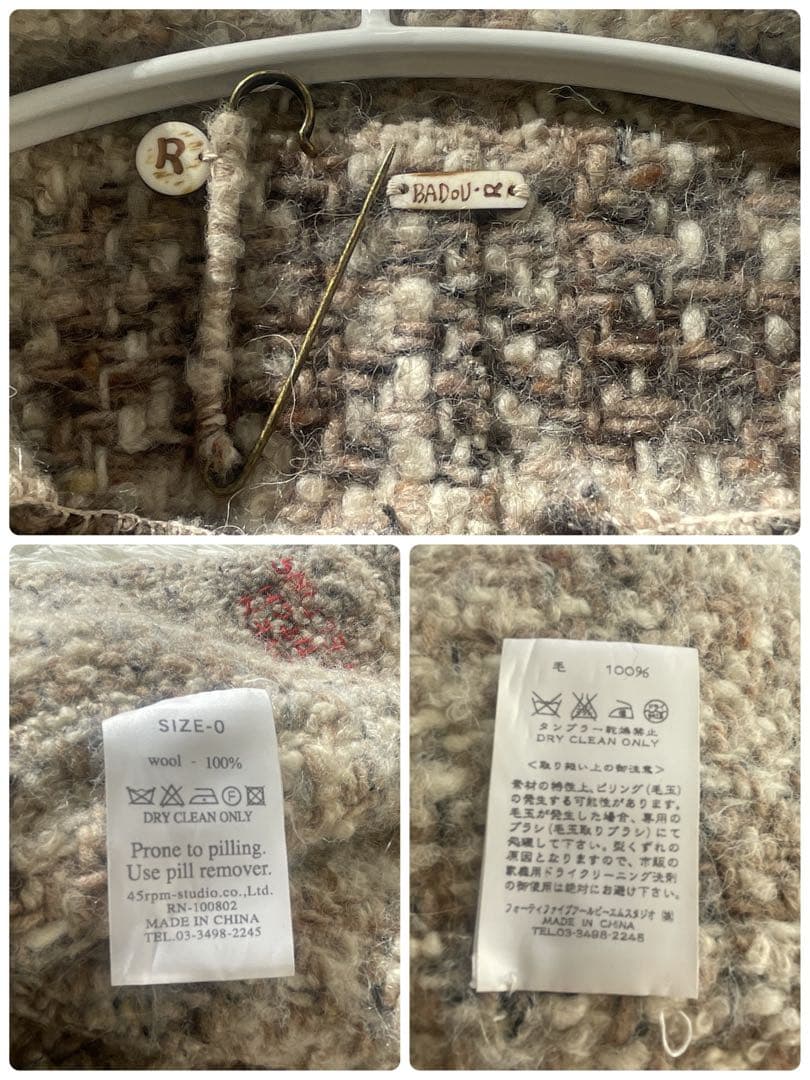 R
BADOU·R
SIZE-0
wool - 100%
DRY CLEAN ONLY
Prone to pilling.
Use pill remover.
45rpm-studio.co.,Ltd.
RN-100802
MADE IN CHINA
TEL.03-3498-2245
毛 100%
タンブラー乾燥禁止
DRY CLEAN ONLY
<取り扱い上の御注意>
素材の特性上、ピリング(毛玉)
の発生する可能性があります。
毛玉が発生した場合、専用の
ブラシ(毛玉取りブラシ)にて
処理して下さい。型くずれの
原因となりますので、市販の
家庭用ドライクリーニング洗剤
の御使用は絶対にお避け下さい。
フォーティファイブアールピーエムスタジオ ㈱
MADE IN CHINA
TEL.03-3498-2245